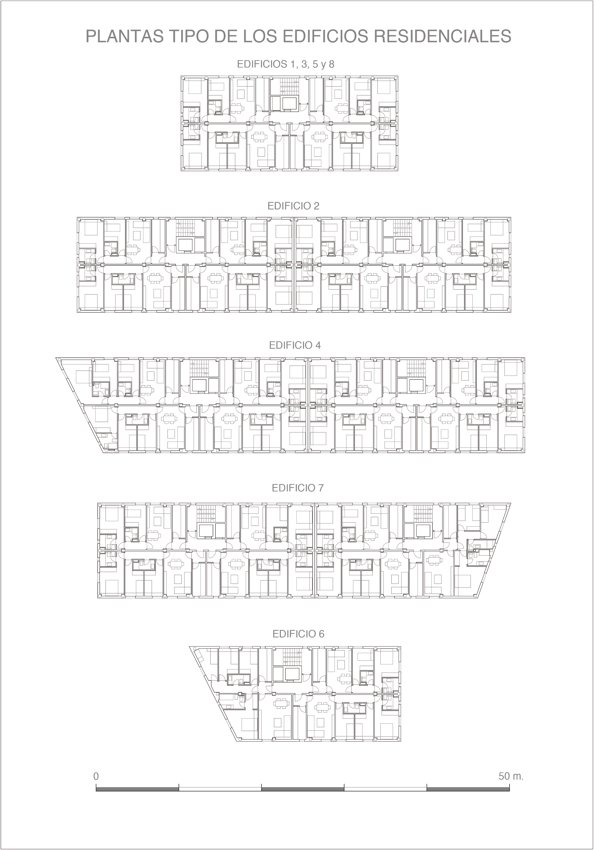 PLANTAS TIPO DE LOS EDIFICIOS RESIDENCIALES
EDIFICIOS 1, 3, 5 y 8
EDIFICIO 2
EDIFICIO 4
EDIFICIO 7
EDIFICIO 6
0 50 m.